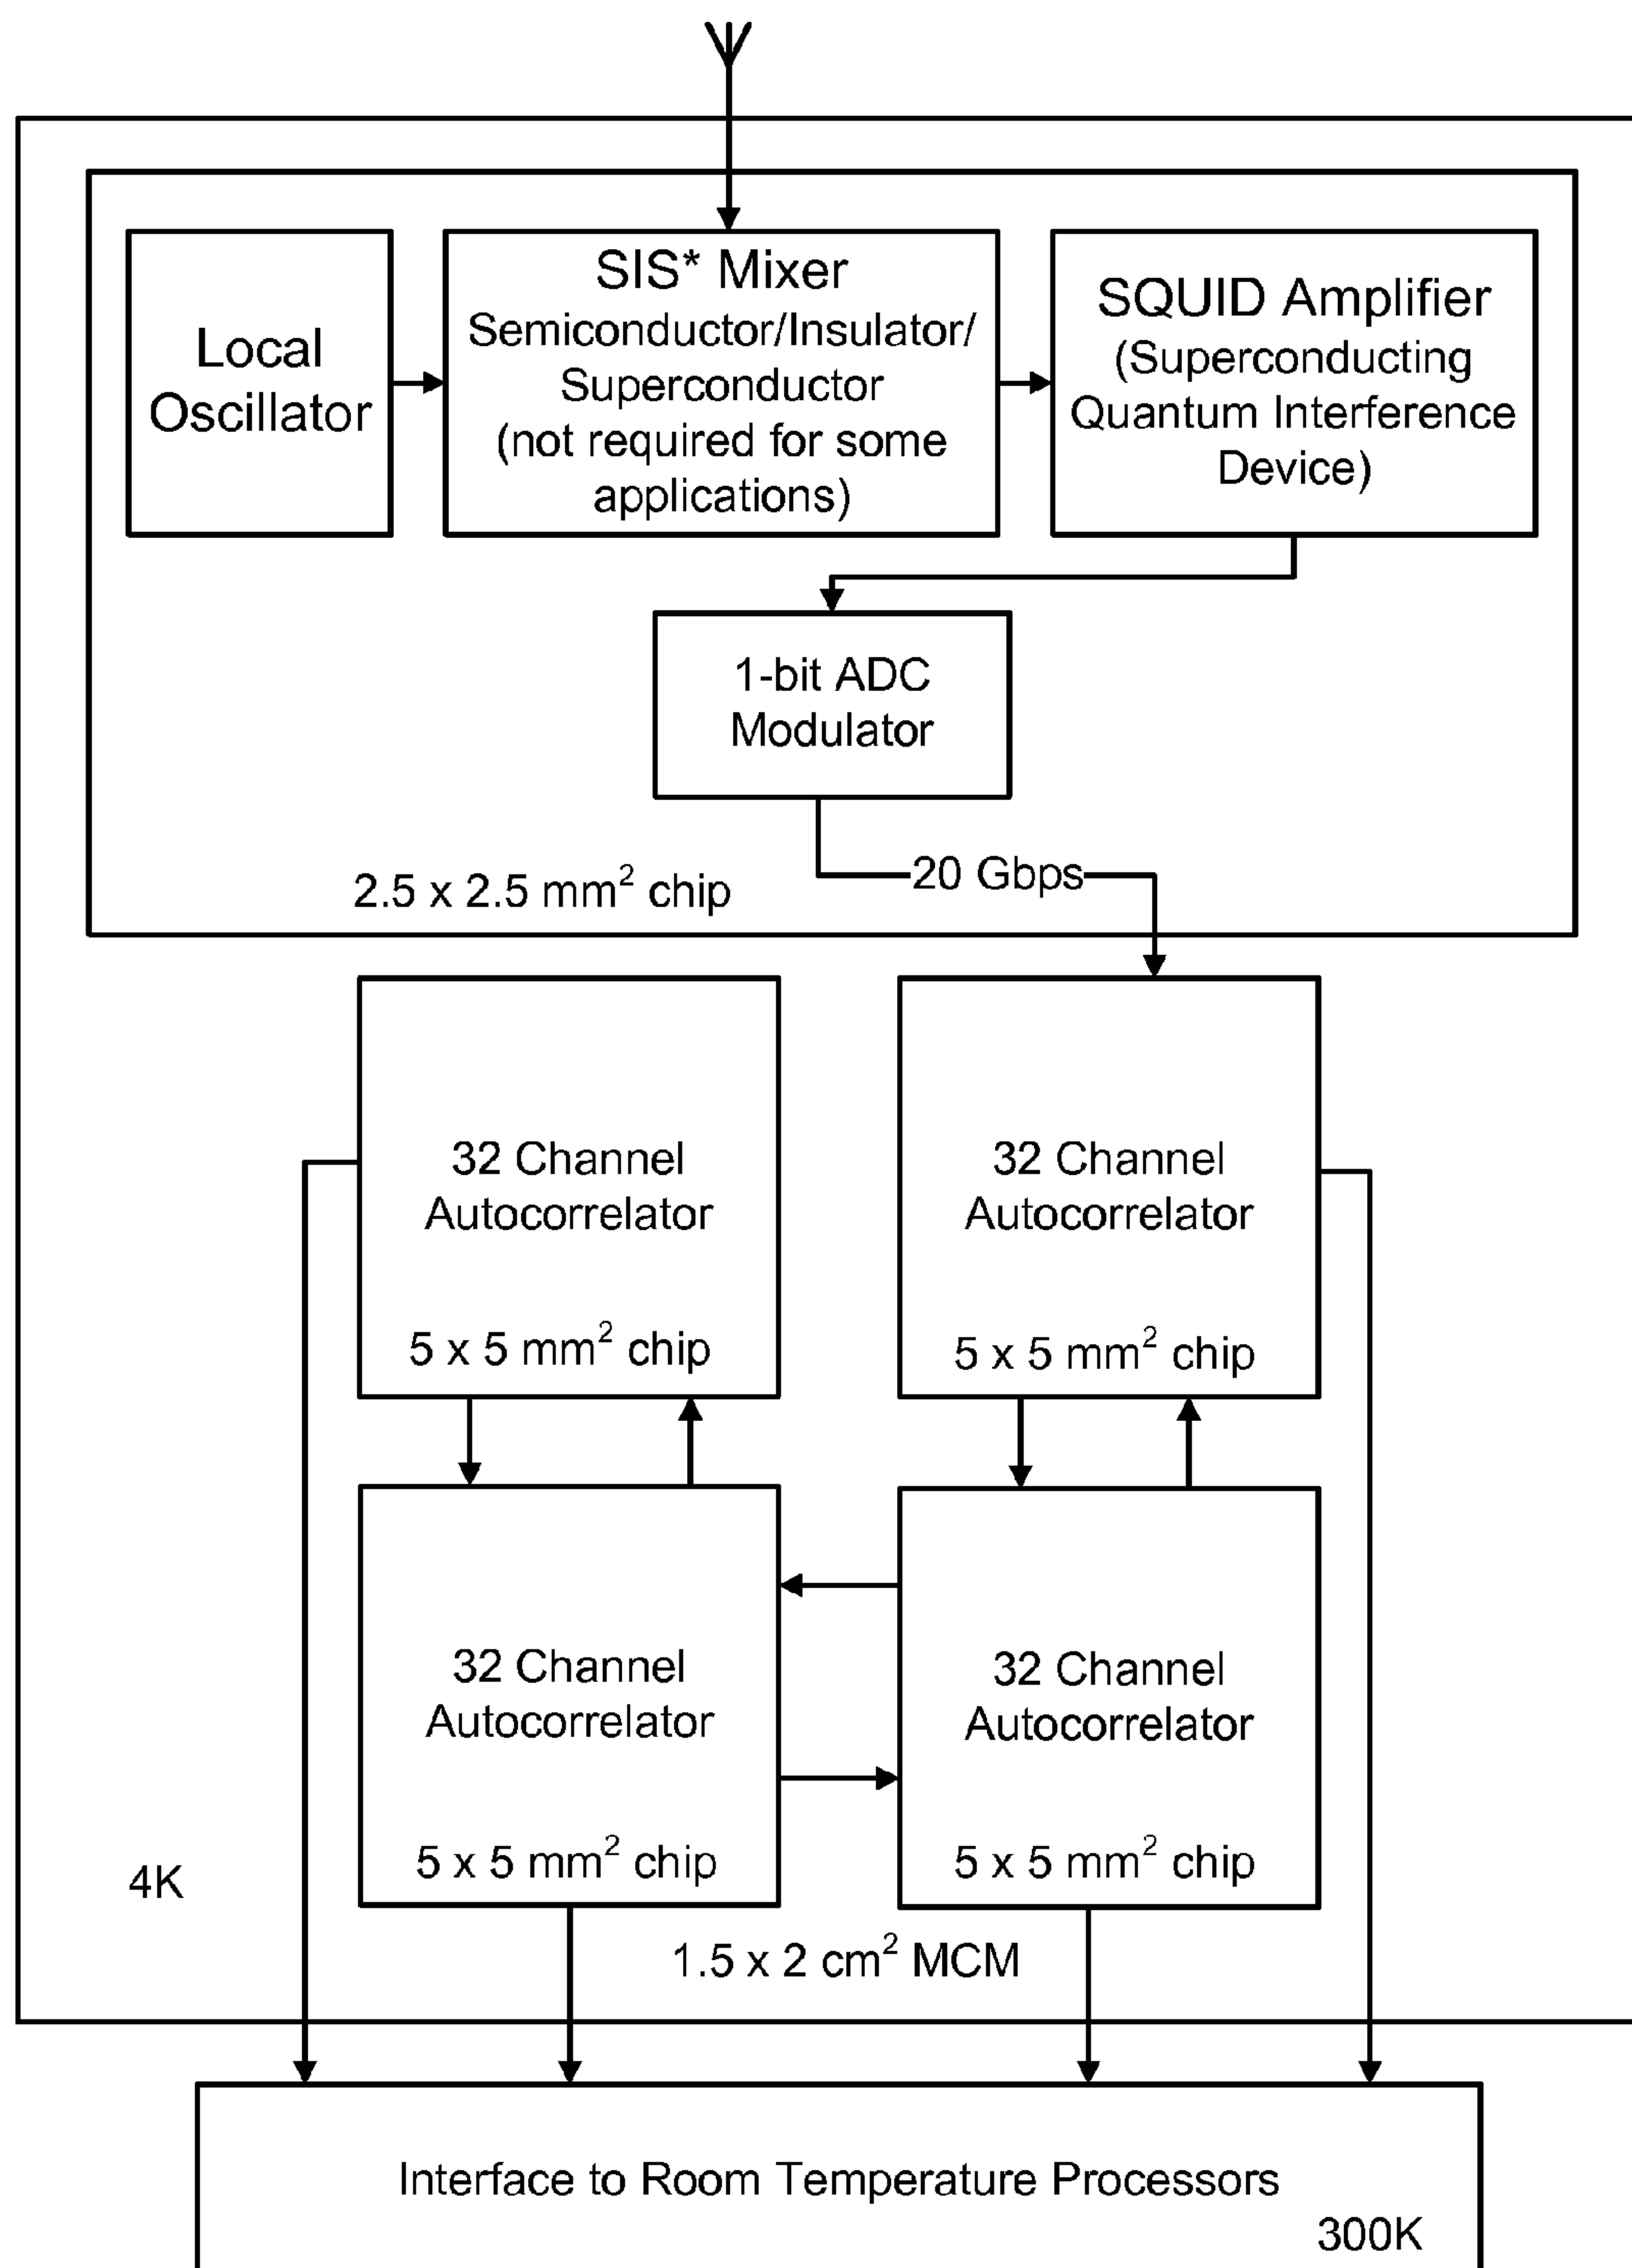 Local
Oscillator
SIS* Mixer
Semiconductor/Insulator/
Superconductor
(not required for some
applications)
SQUID Amplifier
(Superconducting
Quantum Interference
Device)
1-bit ADC
Modulator
20 Gbps
2.5 x 2.5 mm² chip
32 Channel
Autocorrelator
5 x 5 mm² chip
32 Channel
Autocorrelator
5 x 5 mm² chip
32 Channel
Autocorrelator
5 x 5 mm² chip
32 Channel
Autocorrelator
5 x 5 mm² chip
4K
1.5 x 2 cm² MCM
Interface to Room Temperature Processors
300K